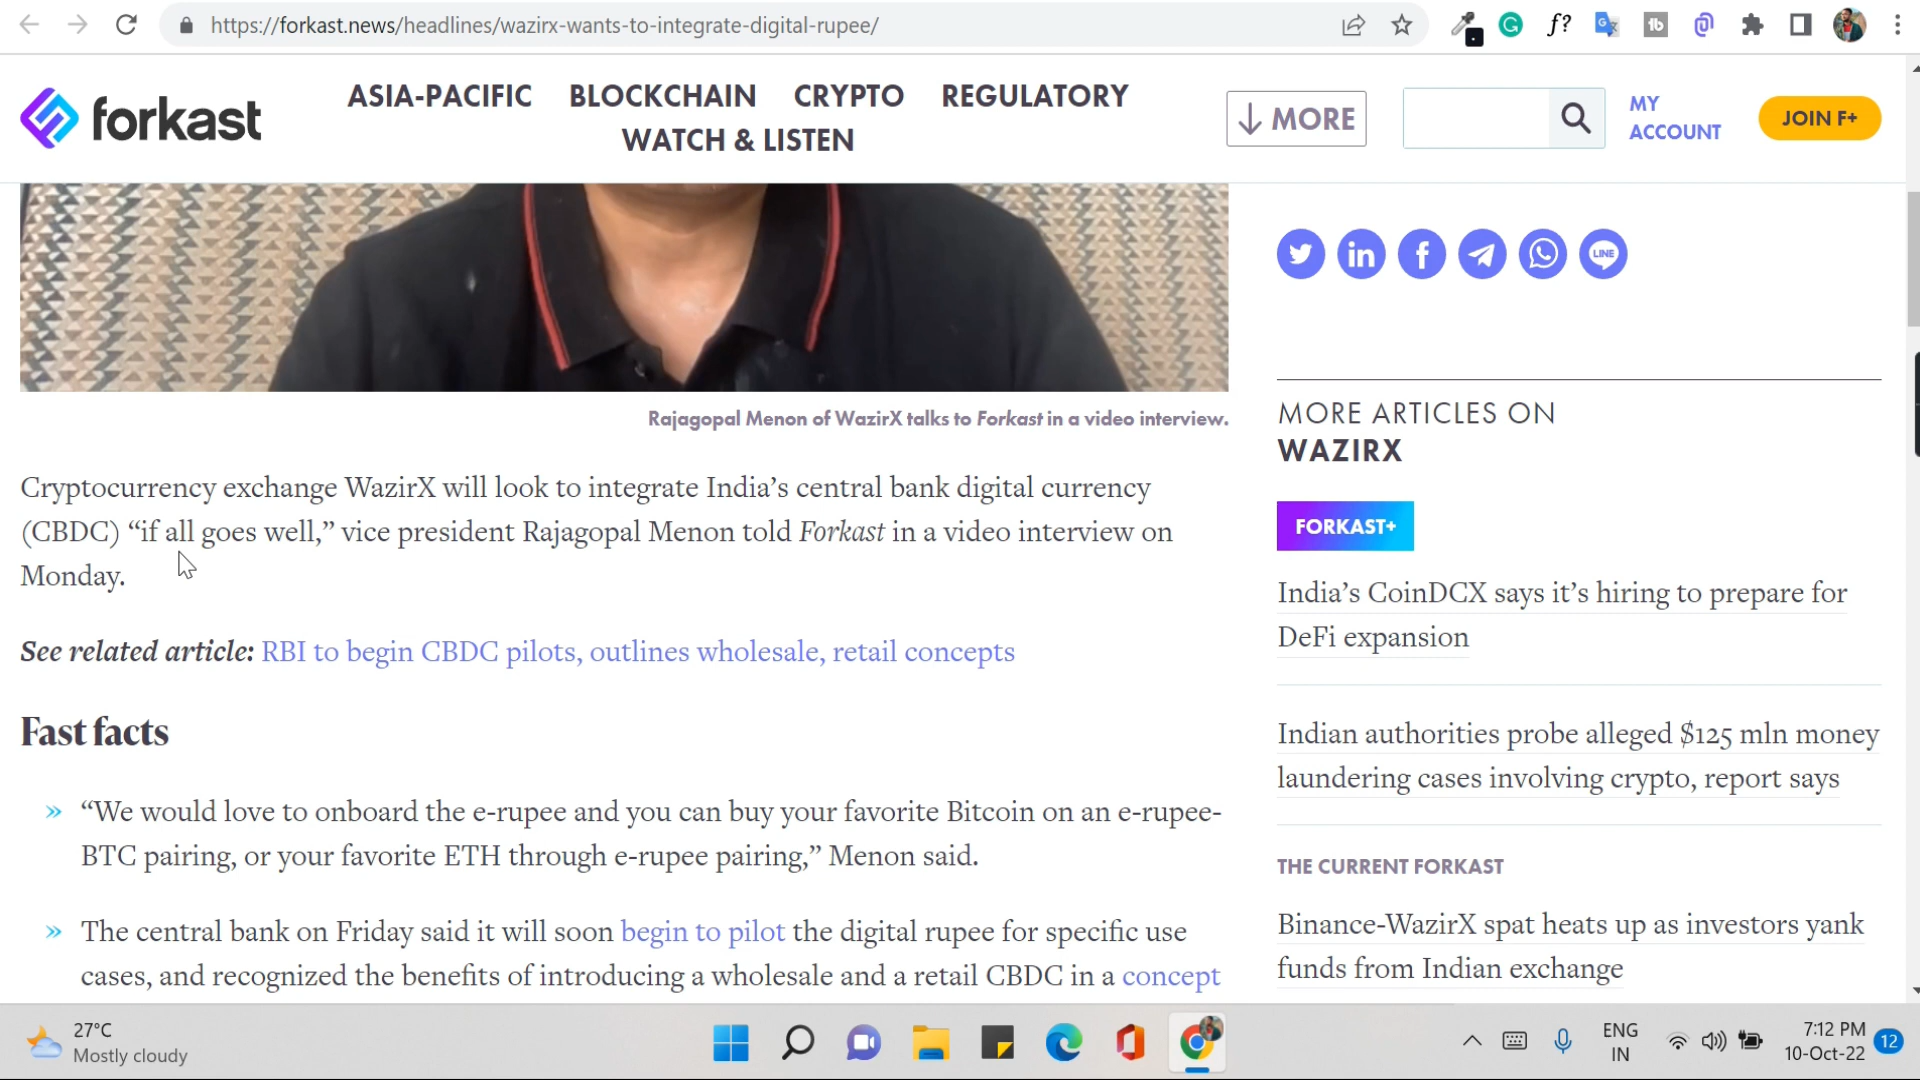 https://forkast.news/headlines/wazirx-wants-to-integrate-digital-rupee/
f?
forkast
ASIA-PACIFIC BLOCKCHAIN CRYPTO REGULATORY
WATCH & LISTEN
MORE
MY
ACCOUNT
JOIN F+
LINE
Rajagopal Menon of WazirX talks to Forkast in a video interview.
Cryptocurrency exchange WazirX will look to integrate India’s central bank digital currency
(CBDC) “if all goes well,” vice president Rajagopal Menon told Forkast in a video interview on
Monday.
See related article: RBI to begin CBDC pilots, outlines wholesale, retail concepts
Fast facts
» “We would love to onboard the e-rupee and you can buy your favorite Bitcoin on an e-rupee-
BTC pairing, or your favorite ETH through e-rupee pairing,” Menon said.
» The central bank on Friday said it will soon begin to pilot the digital rupee for specific use
cases, and recognized the benefits of introducing a wholesale and a retail CBDC in a concept
MORE ARTICLES ON
WAZIRX
FORKAST+
India’s CoinDCX says it’s hiring to prepare for
DeFi expansion
Indian authorities probe alleged $125 mln money
laundering cases involving crypto, report says
THE CURRENT FORKAST
Binance-WazirX spat heats up as investors yank
funds from Indian exchange
27°C
Mostly cloudy
ENG
IN
7:12 PM
10-Oct-22
12